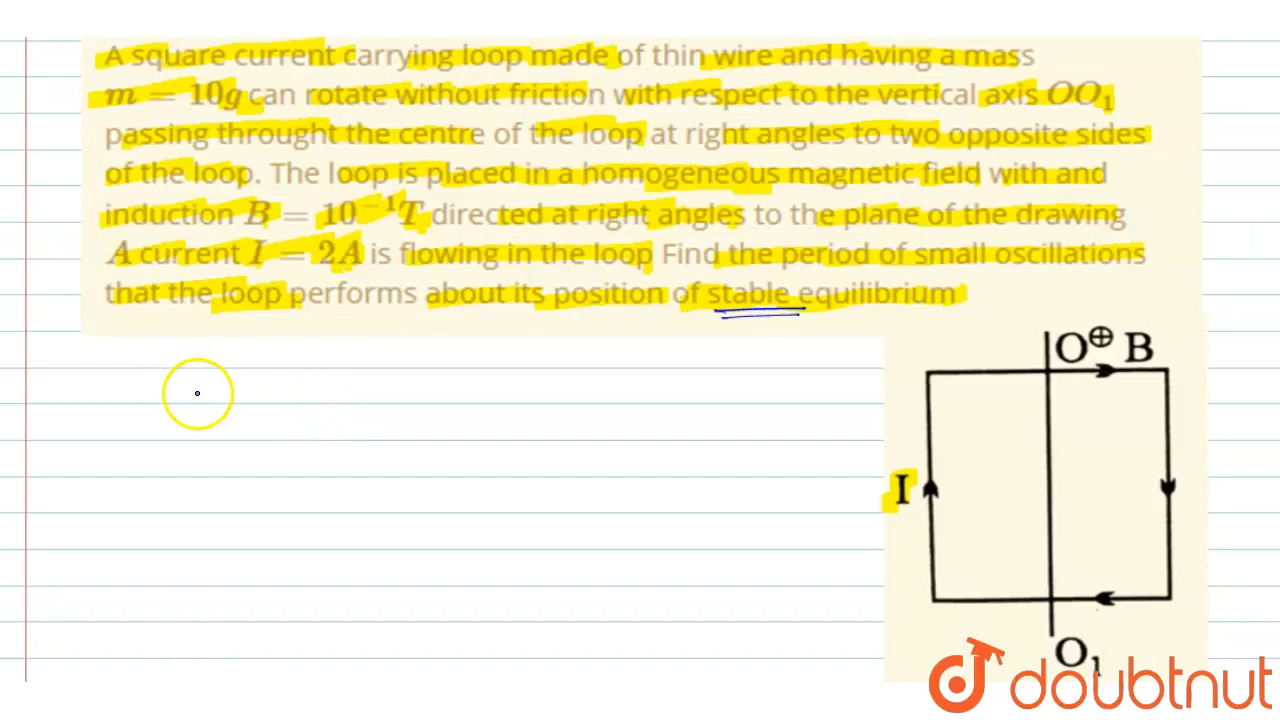 A square current carrying loop made of thin wire and having a mass
m = 10g can rotate without friction with respect to the vertical axis OO₁
passing throught the centre of the loop at right angles to two opposite sides
of the loop. The loop is placed in a homogeneous magnetic field with and
induction B = 10⁻¹T directed at right angles to the plane of the drawing
A current I = 2A is flowing in the loop Find the period of small oscillations
that the loop performs about its position of stable equilibrium
O⊕ B
I
O₁
doubtnut